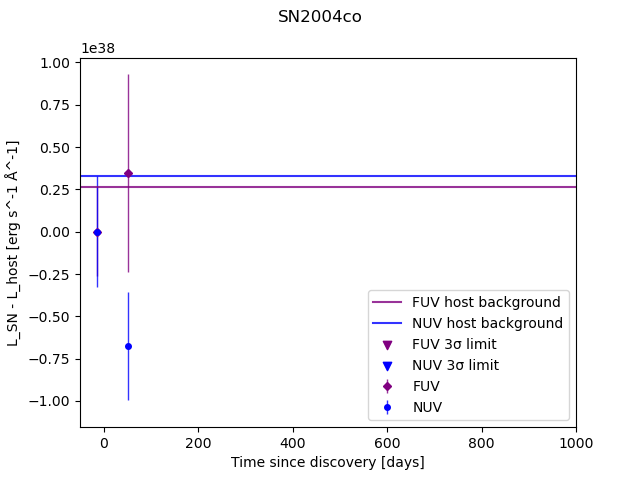 SN2004co
1e38
1.00
0.75
0.50
0.25
0.00
−0.25
−0.50
−0.75
−1.00
L_SN - L_host [erg s^-1 Å^-1]
FUV host background
NUV host background
FUV 3σ limit
NUV 3σ limit
FUV
NUV
0 200 400 600 800 1000
Time since discovery [days]